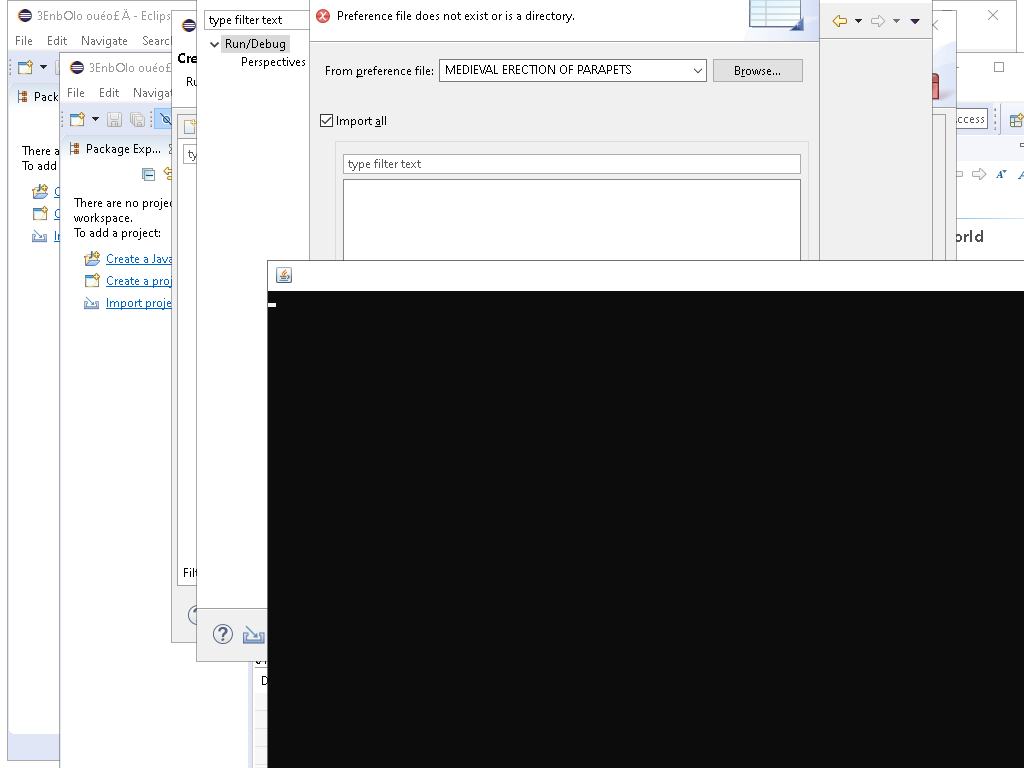 3EnbOlo ouéo£ Ä - Eclips
File Edit Navigate Searc
Pack
There a
To add
3EnbOlo ouéo£
File Edit Naviga
Package Exp...
There are no proje
workspace.
To add a project:
Create a Java
Create a proj
Import proje
Cre
Ru
ty
Filt
type filter text
Run/Debug
Perspectives
Preference file does not exist or is a directory.
From preference file: MEDIEVAL ERECTION OF PARAPETS Browse...
Import all
type filter text
ccess
orld
D